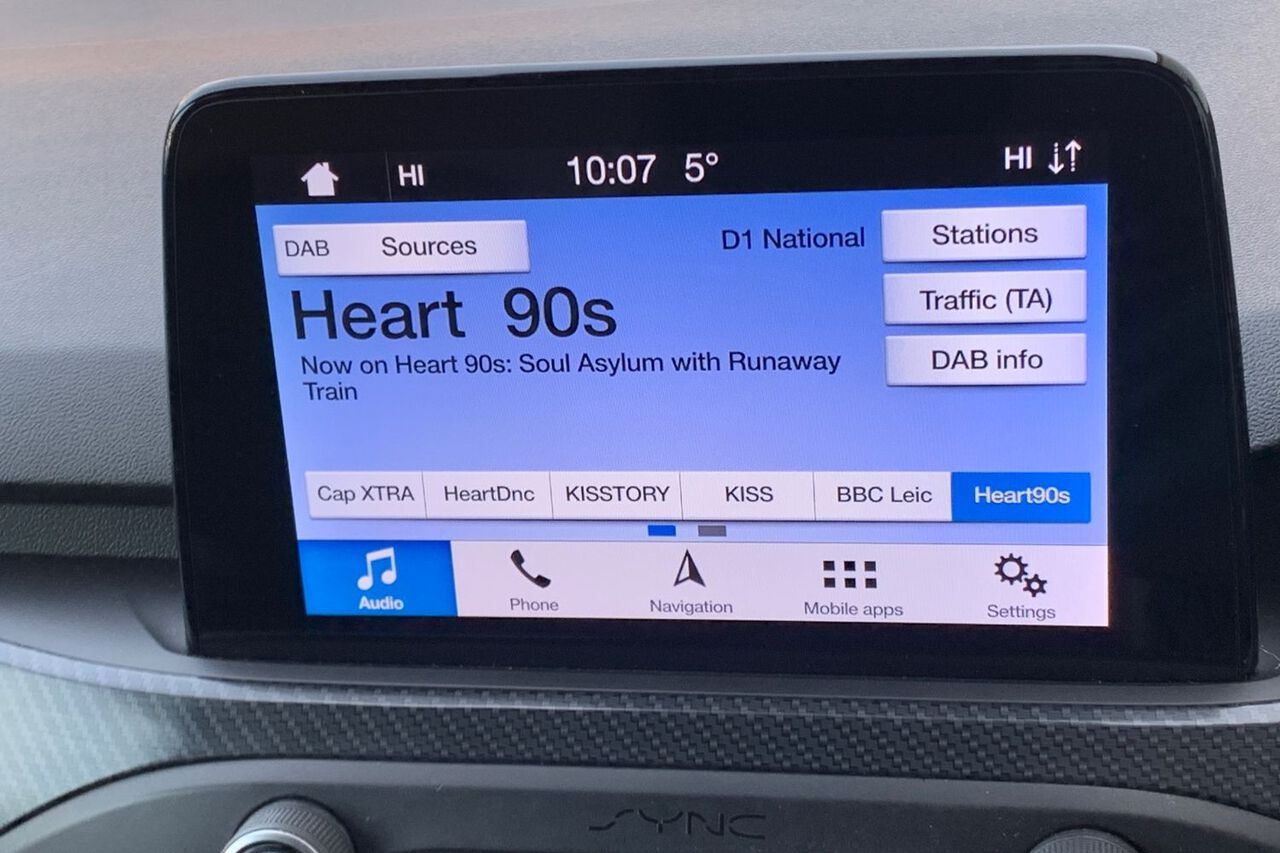 HI 10:07 5° HI
DAB Sources D1 National Stations
Heart 90s
Traffic (TA)
Now on Heart 90s: Soul Asylum with Runaway
Train
DAB info
Cap XTRA HeartDnc KISSTORY KISS BBC Leic Heart90s
Audio Phone Navigation Mobile apps Settings
SYNC